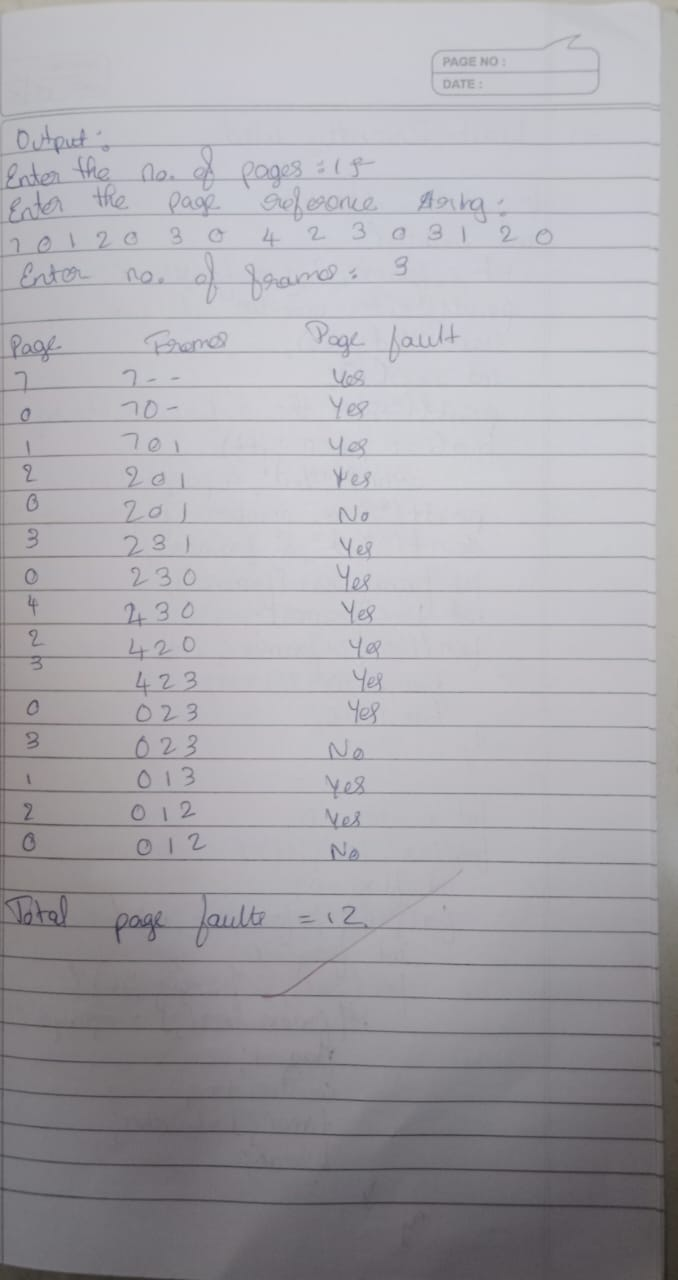 PAGE NO :
DATE :
Output :
Enter the no. of pages : 15
Enter the page reference string :
7 0 1 2 0 3 0 4 2 3 0 3 1 2 0
Enter no. of frames : 3
Page Frames Page fault
7 7 - - Yes
0 7 0 - Yes
1 7 0 1 Yes
2 2 0 1 Yes
0 2 0 1 No
3 2 3 1 Yes
0 2 3 0 Yes
4 4 3 0 Yes
2 4 2 0 Yes
3 4 2 3 Yes
0 0 2 3 Yes
3 0 2 3 No
1 0 1 3 Yes
2 0 1 2 Yes
0 0 1 2 No
Total page faults = 12